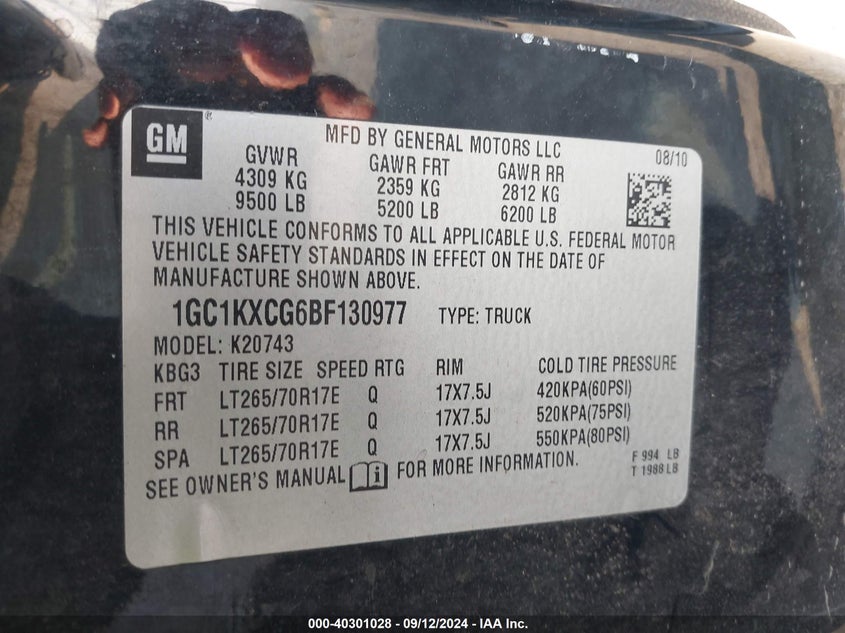 GM ®
MFD BY GENERAL MOTORS LLC 08/10
GVWR GAWR FRT GAWR RR
4309 KG 2359 KG 2812 KG
9500 LB 5200 LB 6200 LB
THIS VEHICLE CONFORMS TO ALL APPLICABLE U.S. FEDERAL MOTOR
VEHICLE SAFETY STANDARDS IN EFFECT ON THE DATE OF
MANUFACTURE SHOWN ABOVE.
1GC1KXCG6BF130977 TYPE: TRUCK
MODEL: K20743
KBG3 TIRE SIZE SPEED RTG RIM COLD TIRE PRESSURE
FRT LT265/70R17E Q 17X7.5J 420KPA(60PSI)
RR LT265/70R17E Q 17X7.5J 520KPA(75PSI)
SPA LT265/70R17E Q 17X7.5J 550KPA(80PSI)
SEE OWNER'S MANUAL i FOR MORE INFORMATION.
F 994 LB
T 1988 LB
000-40301028 - 09/12/2024 - IAA Inc.